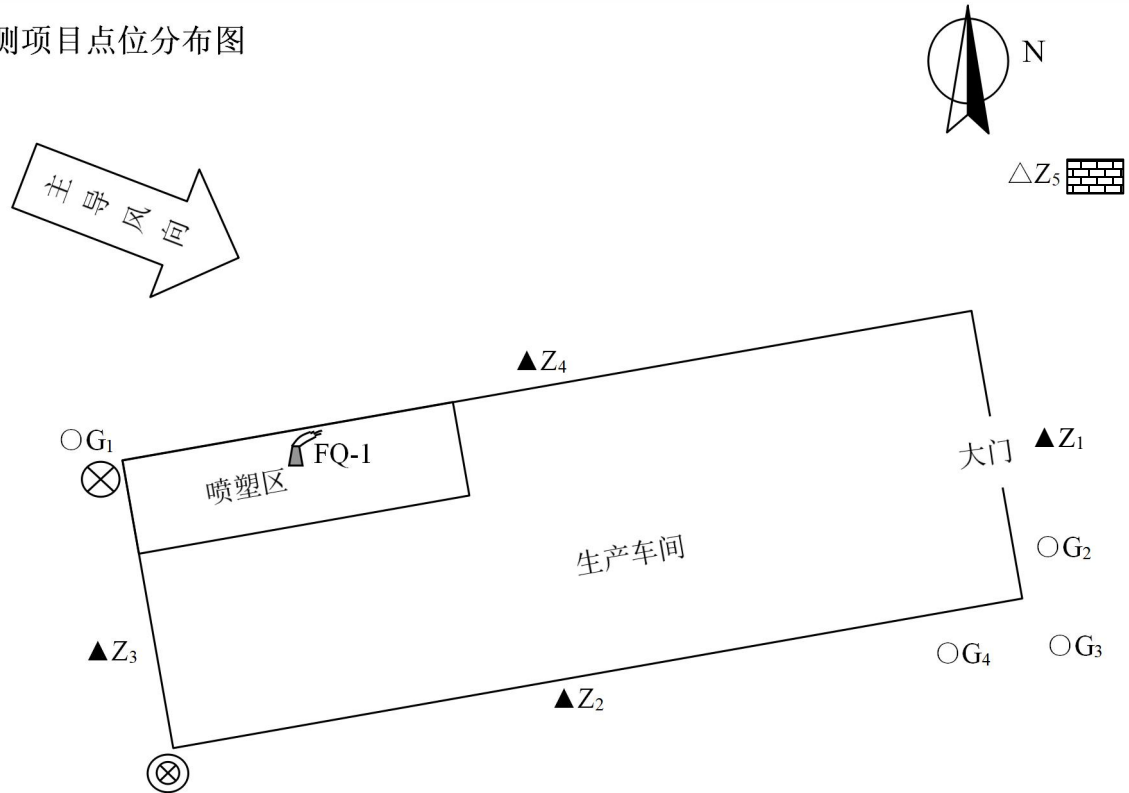 测项目点位分布图
N
△Z₅
主导风向
▲Z₄
○G₁
FQ-1
喷塑区
大门
▲Z₁
生产车间
○G₂
▲Z₃
○G₄
○G₃
▲Z₂